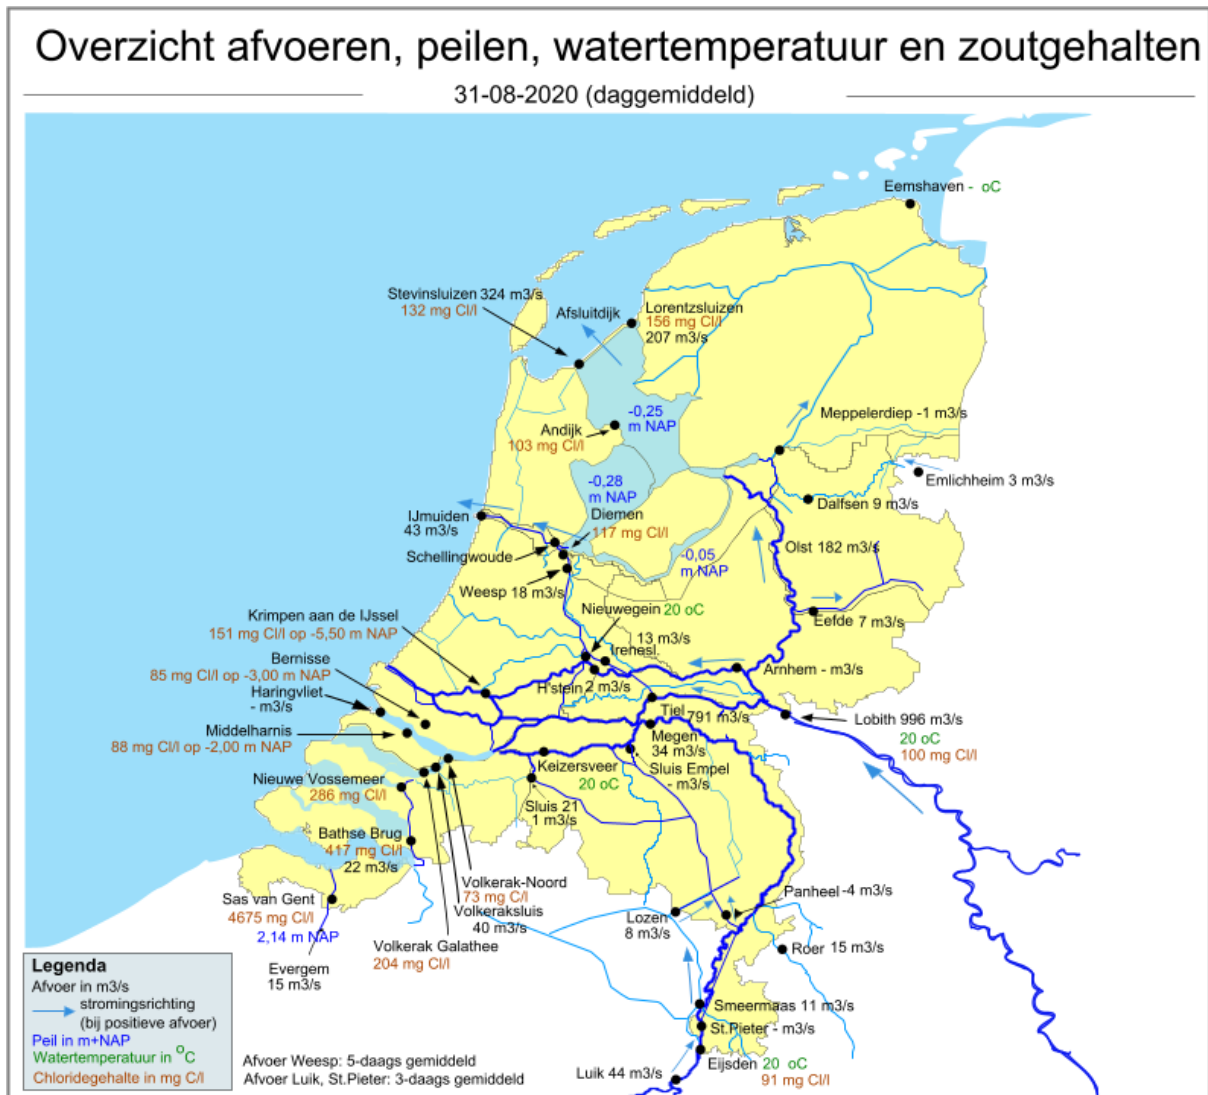 Overzicht afvoeren, peilen, watertemperatuur en zoutgehalten
31-08-2020 (daggemiddeld)
Eemshaven - oC
Stevinsluizen 324 m3/s
132 mg Cl/l
Afsluitdijk
Lorentzsluizen
156 mg Cl/l
207 m3/s
-0,25
m NAP
Andijk
103 mg Cl/l
Meppelerdiep -1 m3/s
Emlichheim 3 m3/s
-0,28
m NAP
Dalfsen 9 m3/s
IJmuiden
43 m3/s
Diemen
117 mg Cl/l
Schellingwoude
Olst 182 m3/s
-0,05
m NAP
Weesp 18 m3/s
Nieuwegein 20 oC
Eefde 7 m3/s
Krimpen aan de IJssel
151 mg Cl/l op -5,50 m NAP
13 m3/s
Irenesl.
Bernisse
85 mg Cl/l op -3,00 m NAP
Arnhem - m3/s
H'stein 2 m3/s
Haringvliet
- m3/s
Tiel 791 m3/s
Lobith 996 m3/s
20 oC
100 mg Cl/l
Middelharnis
88 mg Cl/l op -2,00 m NAP
Megen
34 m3/s
Keizersveer
20 oC
Sluis Empel
- m3/s
Nieuwe Vossemeer
286 mg Cl/l
Sluis 21
1 m3/s
Bathse Brug
417 mg Cl/l
22 m3/s
Volkerak-Noord
73 mg C/l
Volkeraksluis
40 m3/s
Panheel -4 m3/s
Sas van Gent
4675 mg Cl/l
2,14 m NAP
Lozen
8 m3/s
Volkerak Galathee
204 mg Cl/l
Roer 15 m3/s
Evergem
15 m3/s
Smeermaas 11 m3/s
St.Pieter - m3/s
Eijsden 20 oC
91 mg Cl/l
Luik 44 m3/s
Legenda
Afvoer in m3/s
stromingsrichting
(bij positieve afvoer)
Peil in m+NAP
Watertemperatuur in °C
Chloridegehalte in mg C/l
Afvoer Weesp: 5-daags gemiddeld
Afvoer Luik, St.Pieter: 3-daags gemiddeld